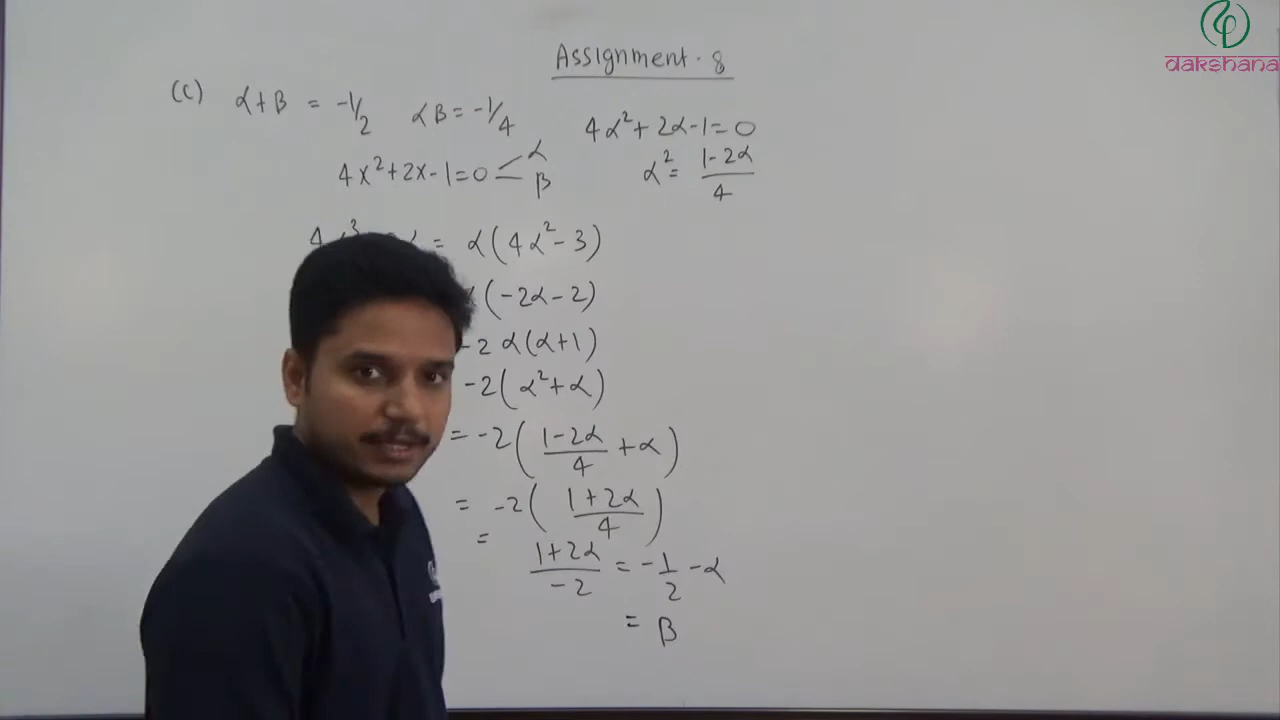 dakshana
Assignment - 8
(C) α+β = -1/2 αβ = -1/4 4α²+2α-1=0
4x²+2x-1=0 α β α² = (1-2α)/4
4 ³ α = α(4α²-3)
(-2α-2)
-2α(α+1)
-2(α²+α)
= -2((1-2α)/4 + α)
= -2((1+2α)/4)
=
(1+2α)/-2 = -1/2 - α
= β